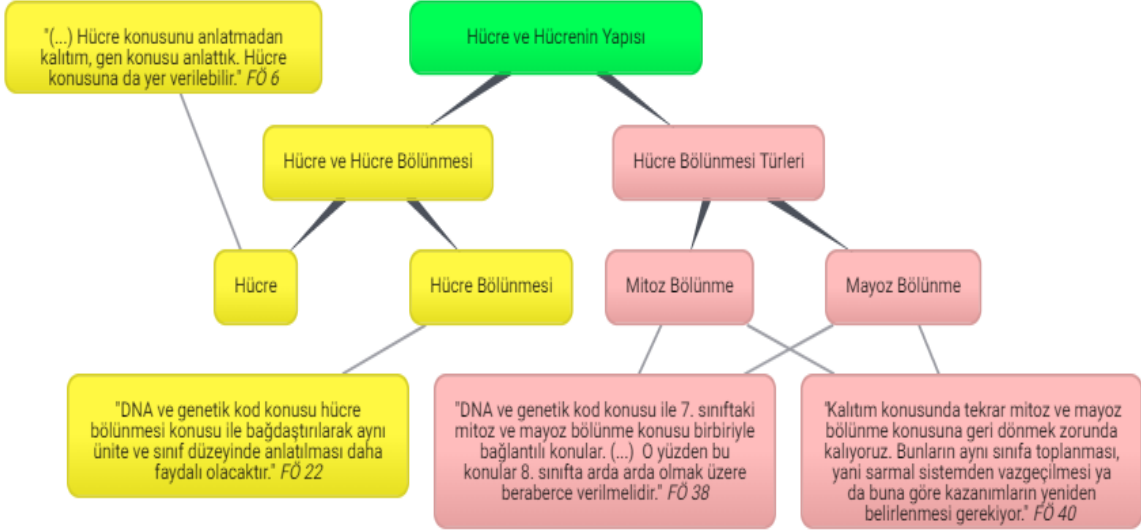 "(...) Hücre konusunu anlatmadan
kalıtım, gen konusu anlattık. Hücre
konusuna da yer verilebilir." FÖ 6
Hücre ve Hücrenin Yapısı
Hücre ve Hücre Bölünmesi
Hücre Bölünmesi Türleri
Hücre
Hücre Bölünmesi
Mitoz Bölünme
Mayoz Bölünme
"DNA ve genetik kod konusu hücre
bölünmesi konusu ile bağdaştırılarak aynı
ünite ve sınıf düzeyinde anlatılması daha
faydalı olacaktır." FÖ 22
"DNA ve genetik kod konusu ile 7. sınıftaki
mitoz ve mayoz bölünme konusu birbiriyle
bağlantılı konular. (...) O yüzden bu
konular 8. sınıfta arda arda olmak üzere
beraberce verilmelidir." FÖ 38
"Kalıtım konusunda tekrar mitoz ve mayoz
bölünme konusuna geri dönmek zorunda
kalıyoruz. Bunların aynı sınıfa toplanması,
yani sarmal sistemden vazgeçilmesi ya
da buna göre kazanımların yeniden
belirlenmesi gerekiyor." FÖ 40